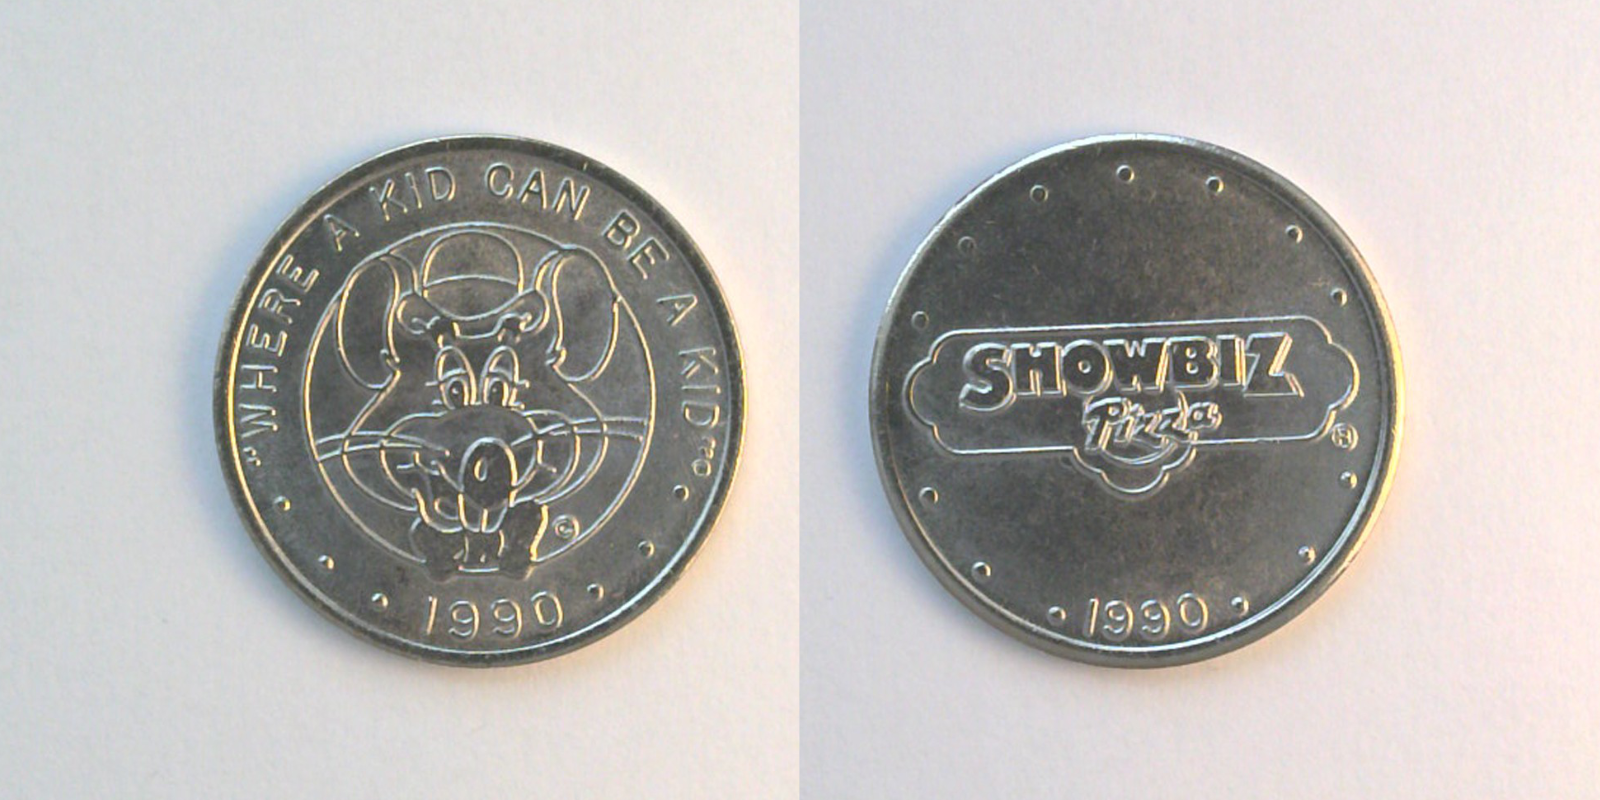 "WHERE A KID CAN BE A KID"
©
1990
SHOWBIZ
Pizza
®
1990